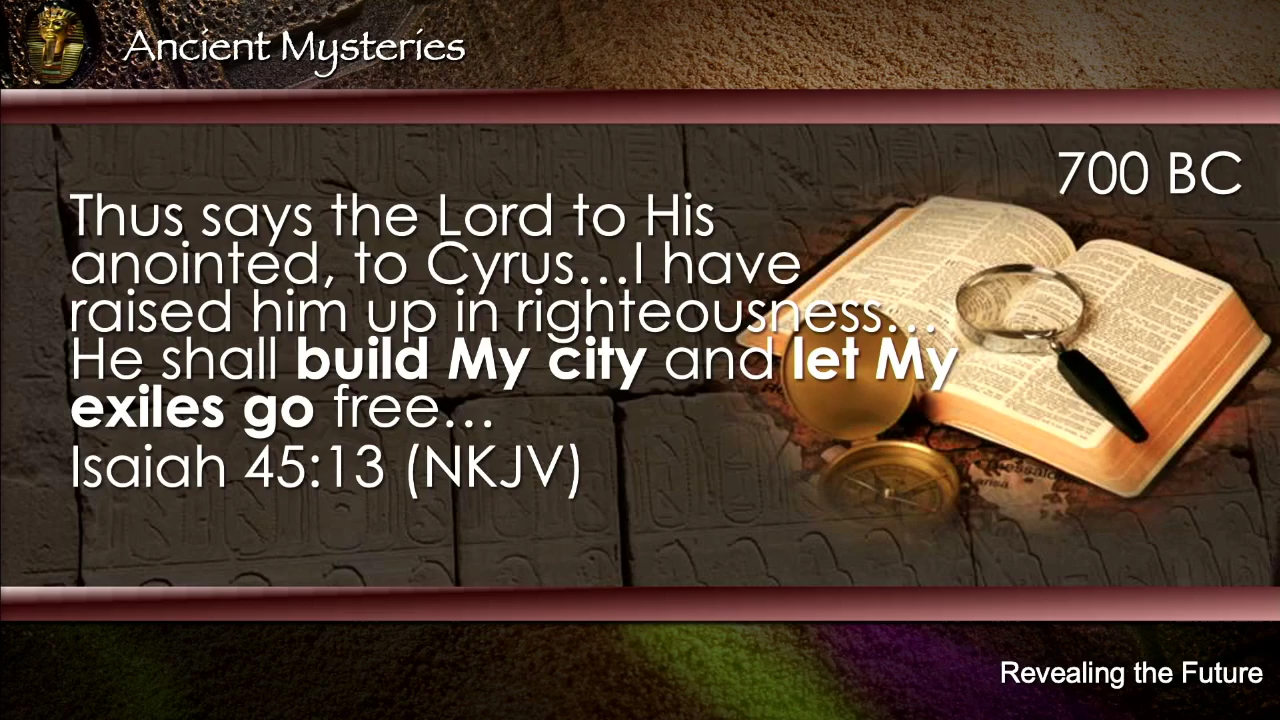 Ancient Mysteries
700 BC
Thus says the Lord to His
anointed, to Cyrus…I have
raised him up in righteousness…
He shall build My city and let My
exiles go free…
Isaiah 45:13 (NKJV)
Revealing the Future